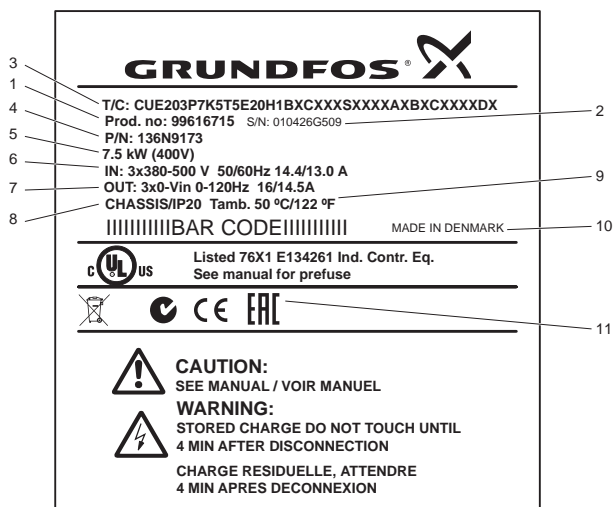 GRUNDFOS®
3
T/C: CUE203P7K5T5E20H1BXCXXXSXXXXAXBXCXXXXDX
1
Prod. no: 99616715 S/N: 010426G509
2
4
P/N: 136N9173
5
7.5 kW (400V)
6
IN: 3x380-500 V 50/60Hz 14.4/13.0 A
7
OUT: 3x0-Vin 0-120Hz 16/14.5A
8
CHASSIS/IP20 Tamb. 50 ºC/122 ºF
9
IIIIIIIIIIIBAR CODEIIIIIIIIIII
MADE IN DENMARK
10
c UL US
Listed 76X1 E134261 Ind. Contr. Eq.
See manual for prefuse
CE EAC
11
CAUTION:
SEE MANUAL / VOIR MANUEL
WARNING:
STORED CHARGE DO NOT TOUCH UNTIL
4 MIN AFTER DISCONNECTION
CHARGE RESIDUELLE, ATTENDRE
4 MIN APRES DECONNEXION